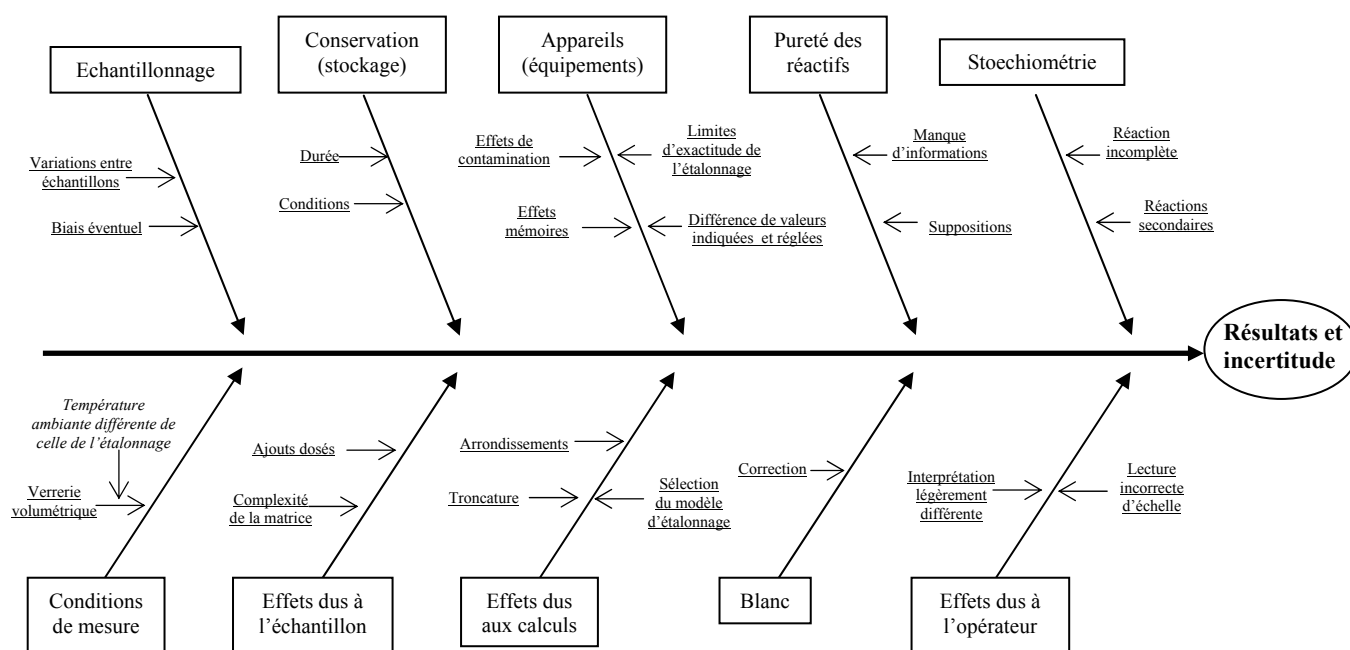 Echantillonnage
Conservation
(stockage)
Appareils
(équipements)
Pureté des
réactifs
Stoechiométrie
Variations entre
échantillons
Biais éventuel
Durée
Conditions
Effets de
contamination
Limites
d’exactitude de
l’étalonnage
Effets
mémoires
Différence de valeurs
indiquées et réglées
Manque
d’informations
Suppositions
Réaction
incomplète
Réactions
secondaires
Résultats et
incertitude
Température
ambiante différente de
celle de l’étalonnage
Verrerie
volumétrique
Ajouts dosés
Complexité
de la matrice
Arrondissements
Troncature
Sélection
du modèle
d’étalonnage
Correction
Interprétation
légèrement
différente
Lecture
incorrecte
d’échelle
Conditions
de mesure
Effets dus à
l’échantillon
Effets dus
aux calculs
Blanc
Effets dus à
l’opérateur